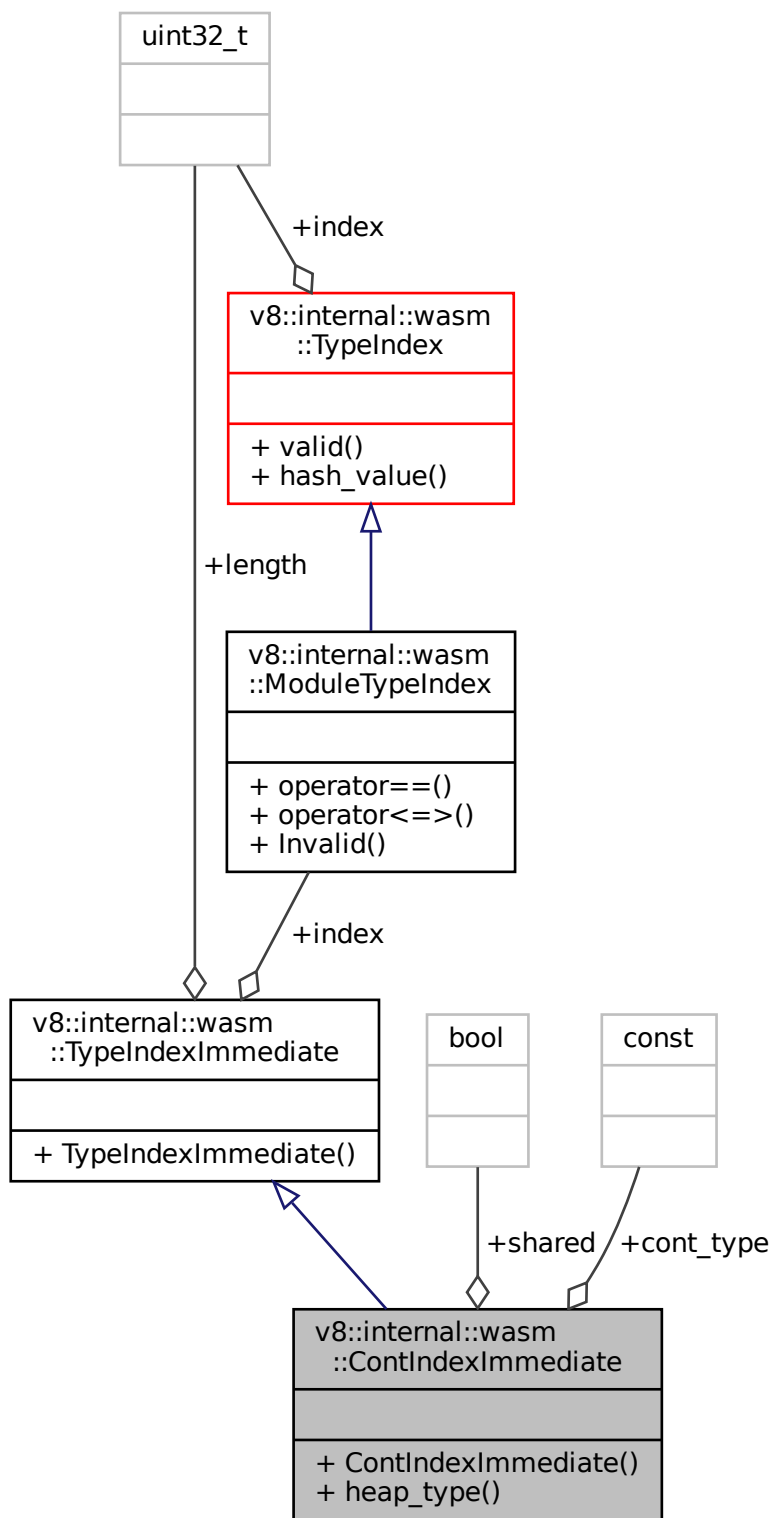 uint32_t
+index
v8::internal::wasm
::TypeIndex
+ valid()
+ hash_value()
+length
v8::internal::wasm
::ModuleTypeIndex
+ operator==()
+ operator<=>()
+ Invalid()
+index
v8::internal::wasm
::TypeIndexImmediate
+ TypeIndexImmediate()
bool
const
+shared
+cont_type
v8::internal::wasm
::ContIndexImmediate
+ ContIndexImmediate()
+ heap_type()